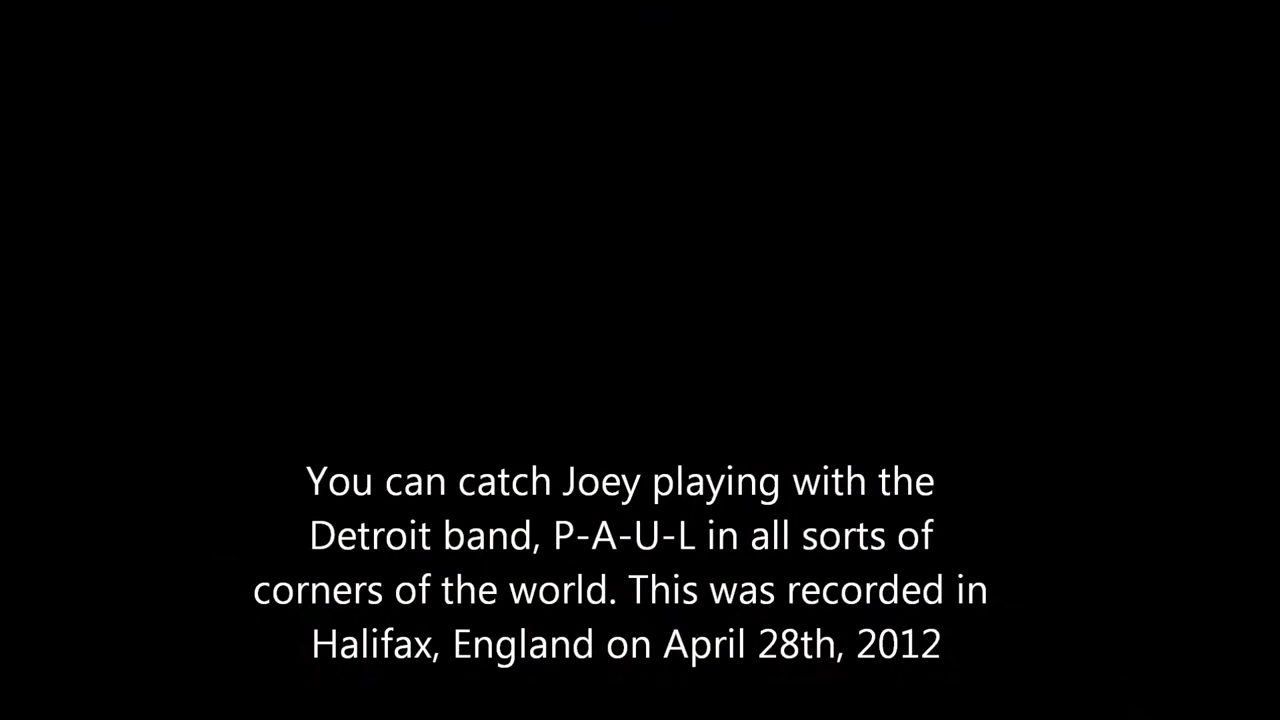 You can catch Joey playing with the
Detroit band, P-A-U-L in all sorts of
corners of the world. This was recorded in
Halifax, England on April 28th, 2012